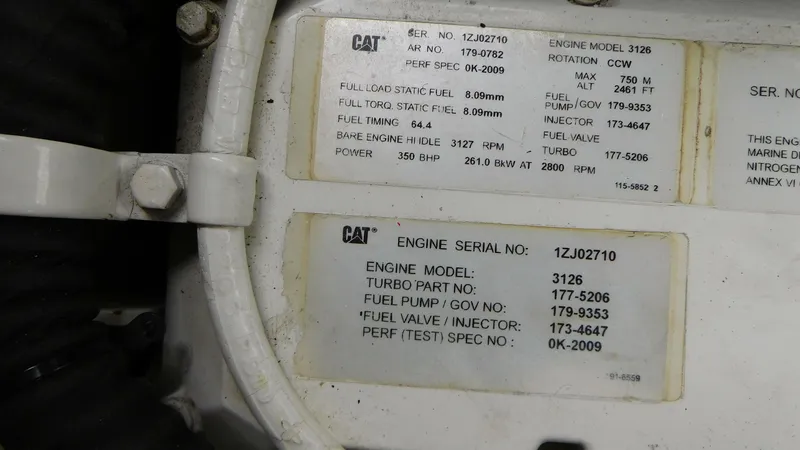 CAT®
SER. NO. 1ZJ02710
AR NO. 179-0782
PERF SPEC 0K-2009
FULL LOAD STATIC FUEL 8.09mm
FULL TORQ. STATIC FUEL 8.09mm
FUEL TIMING 64.4
BARE ENGINE HI IDLE 3127 RPM
POWER 350 BHP 261.0 BkW AT 2800 RPM
ENGINE MODEL 3126
ROTATION CCW
MAX 750 M
ALT 2461 FT
FUEL
PUMP/GOV 179-9353
INJECTOR 173-4647
FUEL VALVE
TURBO 177-5206
115-5852 2
SER. NO
THIS ENG
MARINE DI
NITROGEN
ANNEX VI
CAT® ENGINE SERIAL NO: 1ZJ02710
ENGINE MODEL: 3126
TURBO PART NO: 177-5206
FUEL PUMP / GOV NO: 179-9353
FUEL VALVE / INJECTOR: 173-4647
PERF (TEST) SPEC NO : 0K-2009